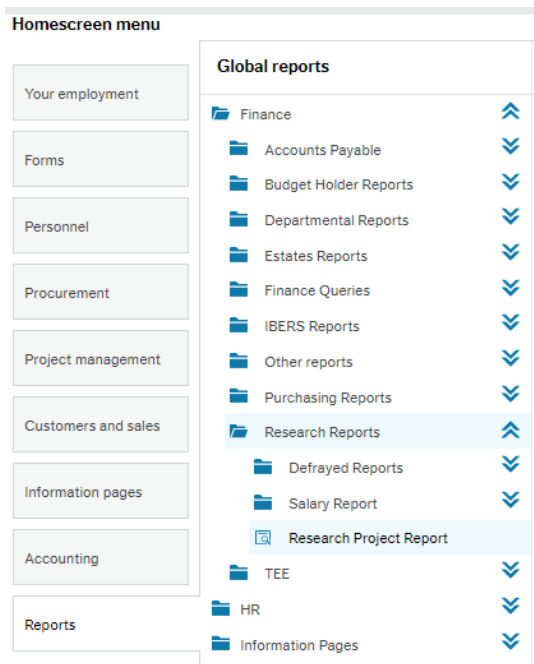 Homescreen menu
Your employment
Forms
Personnel
Procurement
Project management
Customers and sales
Information pages
Accounting
Reports
Global reports
Finance
Accounts Payable
Budget Holder Reports
Departmental Reports
Estates Reports
Finance Queries
IBERS Reports
Other reports
Purchasing Reports
Research Reports
Defrayed Reports
Salary Report
Research Project Report
TEE
HR
Information Pages